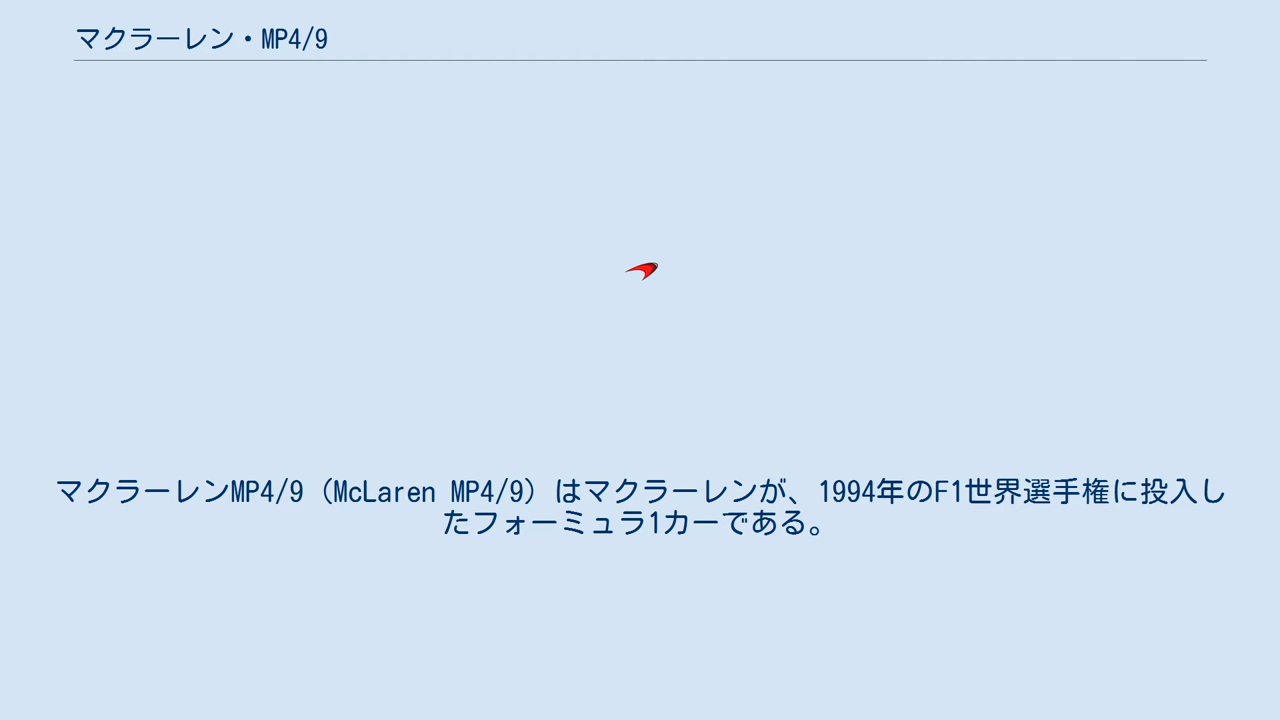 マクラーレン・MP4/9
マクラーレンMP4/9（McLaren MP4/9）はマクラーレンが、1994年のF1世界選手権に投入し
たフォーミュラ1カーである。